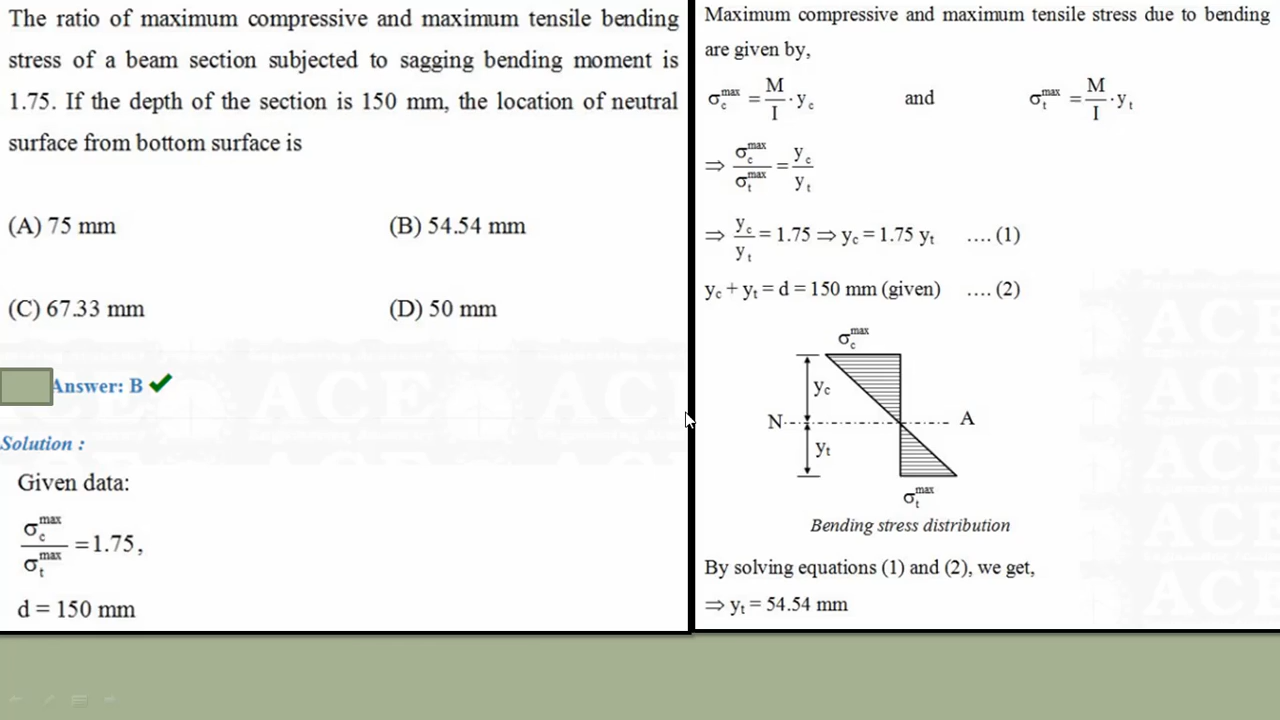 The ratio of maximum compressive and maximum tensile bending
stress of a beam section subjected to sagging bending moment is
1.75. If the depth of the section is 150 mm, the location of neutral
surface from bottom surface is
(A) 75 mm
(B) 54.54 mm
(C) 67.33 mm
(D) 50 mm
Answer: B
Solution :
Given data:
σ_c^max / σ_t^max = 1.75,
d = 150 mm
Maximum compressive and maximum tensile stress due to bending
are given by,
σ_c^max = M/I · y_c and σ_t^max = M/I · y_t
⇒ σ_c^max / σ_t^max = y_c / y_t
⇒ y_c / y_t = 1.75 ⇒ y_c = 1.75 y_t …. (1)
y_c + y_t = d = 150 mm (given) …. (2)
σ_c^max
y_c
N
A
y_t
σ_t^max
Bending stress distribution
By solving equations (1) and (2), we get,
⇒ y_t = 54.54 mm
ACE